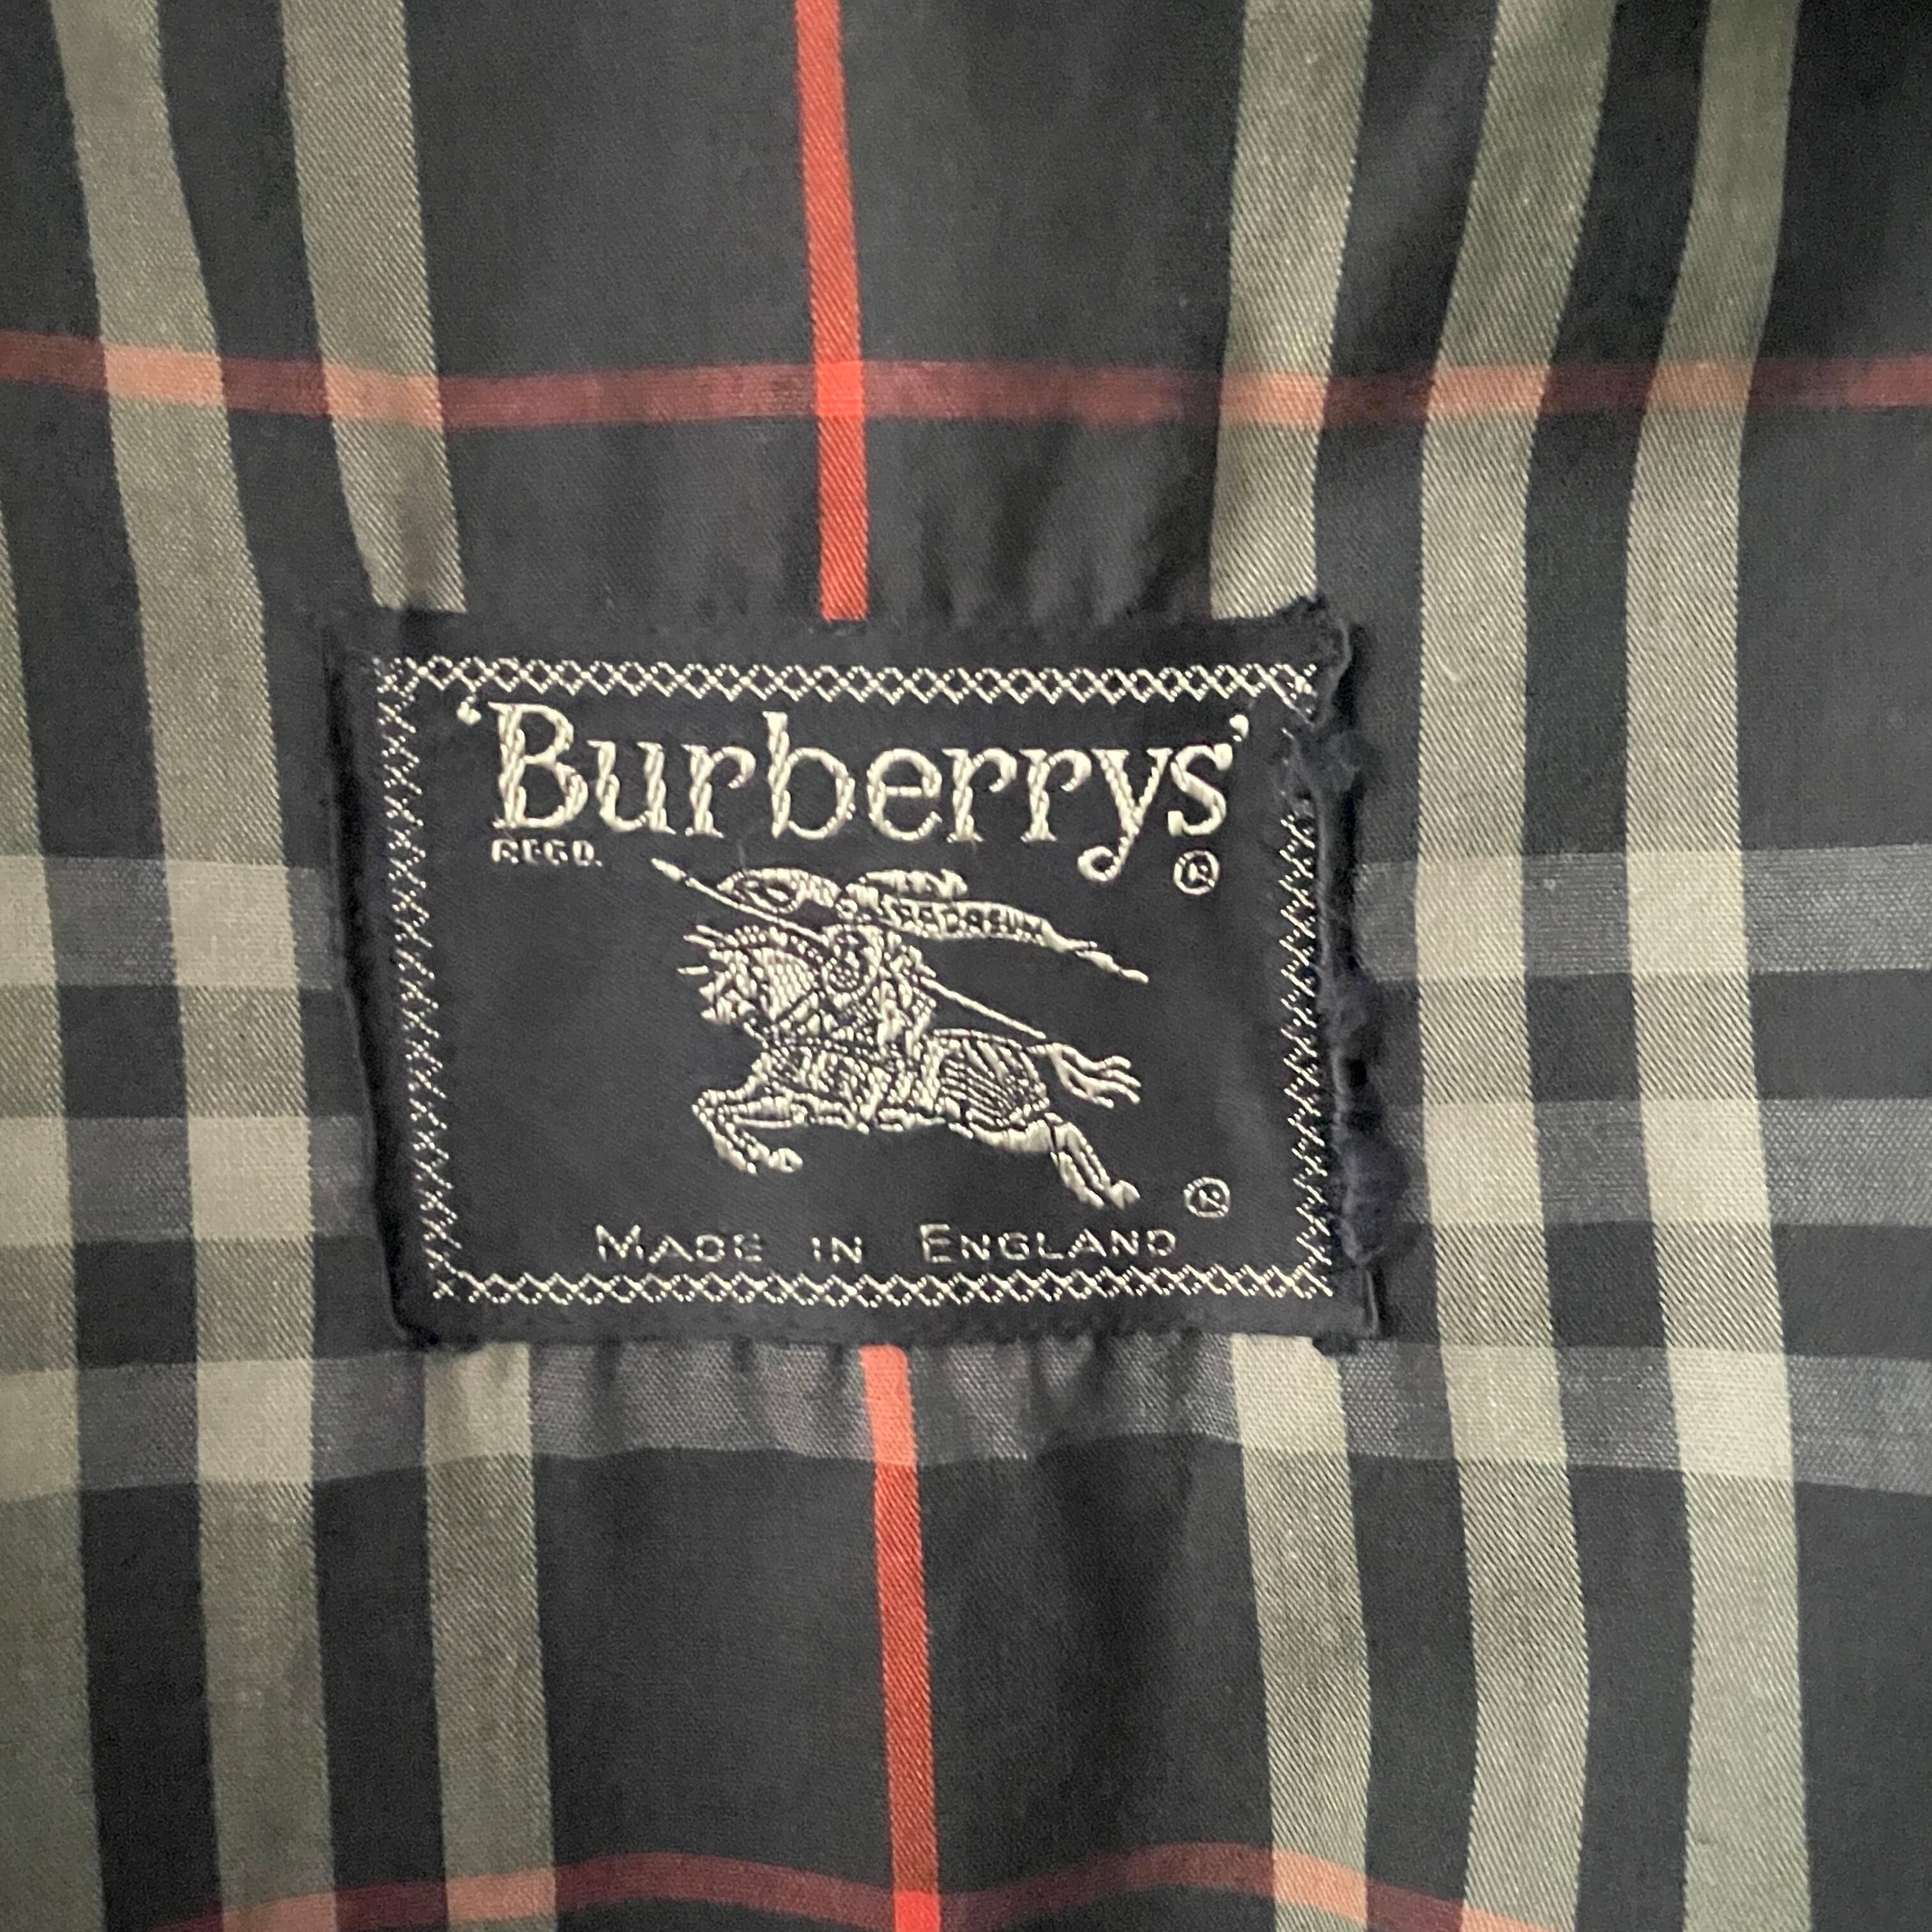 'Burberrys'
REGD.
®
®
MADE IN ENGLAND